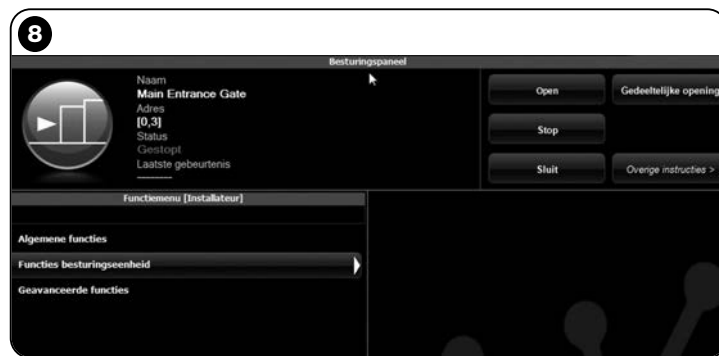 8
Besturingspaneel
Naam
Main Entrance Gate
Adres
[0,3]
Status
Gestopt
Laatste gebeurtenis
--------
Open
Gedeeltelijke opening
Stop
Sluit
Overige instructies >
Functiemenu [Installateur]
Algemene functies
Functies besturingseenheid
Geavanceerde functies